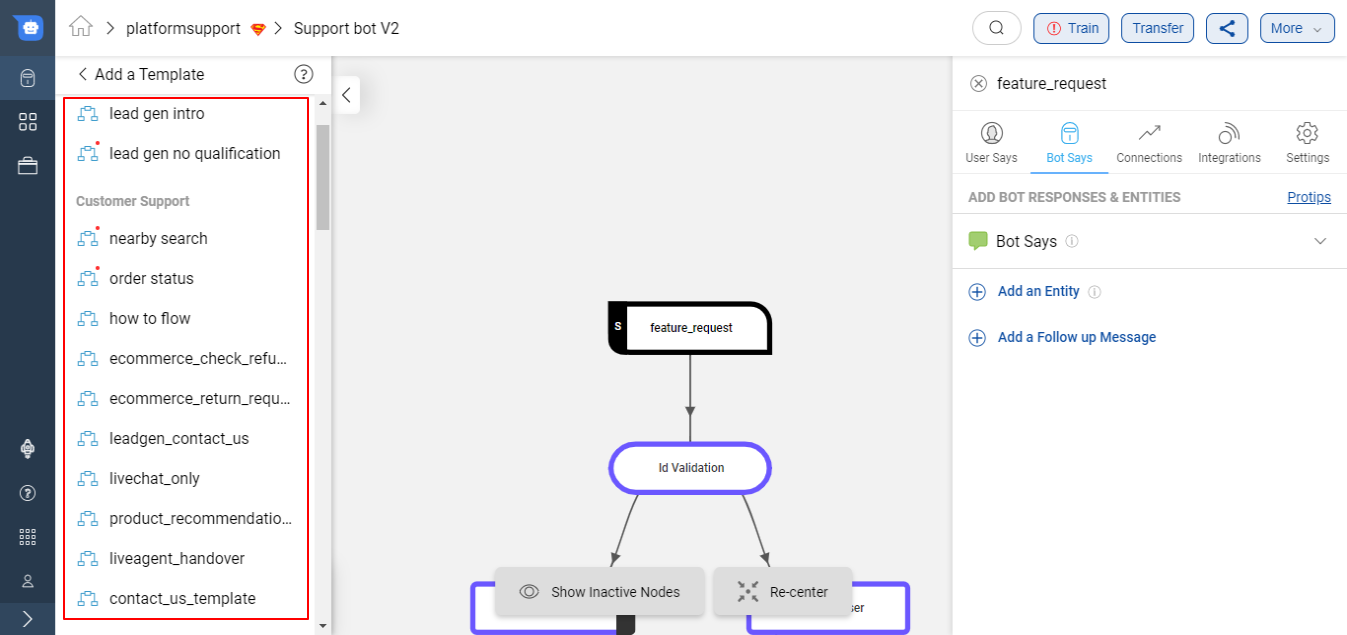 platformsupport > Support bot V2
Train
Transfer
More
Add a Template
lead gen intro
lead gen no qualification
Customer Support
nearby search
order status
how to flow
ecommerce_check_refu...
ecommerce_return_requ...
leadgen_contact_us
livechat_only
product_recommendatio...
liveagent_handover
contact_us_template
S
feature_request
Id Validation
Show Inactive Nodes
Re-center
ser
feature_request
User Says
Bot Says
Connections
Integrations
Settings
ADD BOT RESPONSES & ENTITIES
Protips
Bot Says
Add an Entity
Add a Follow up Message